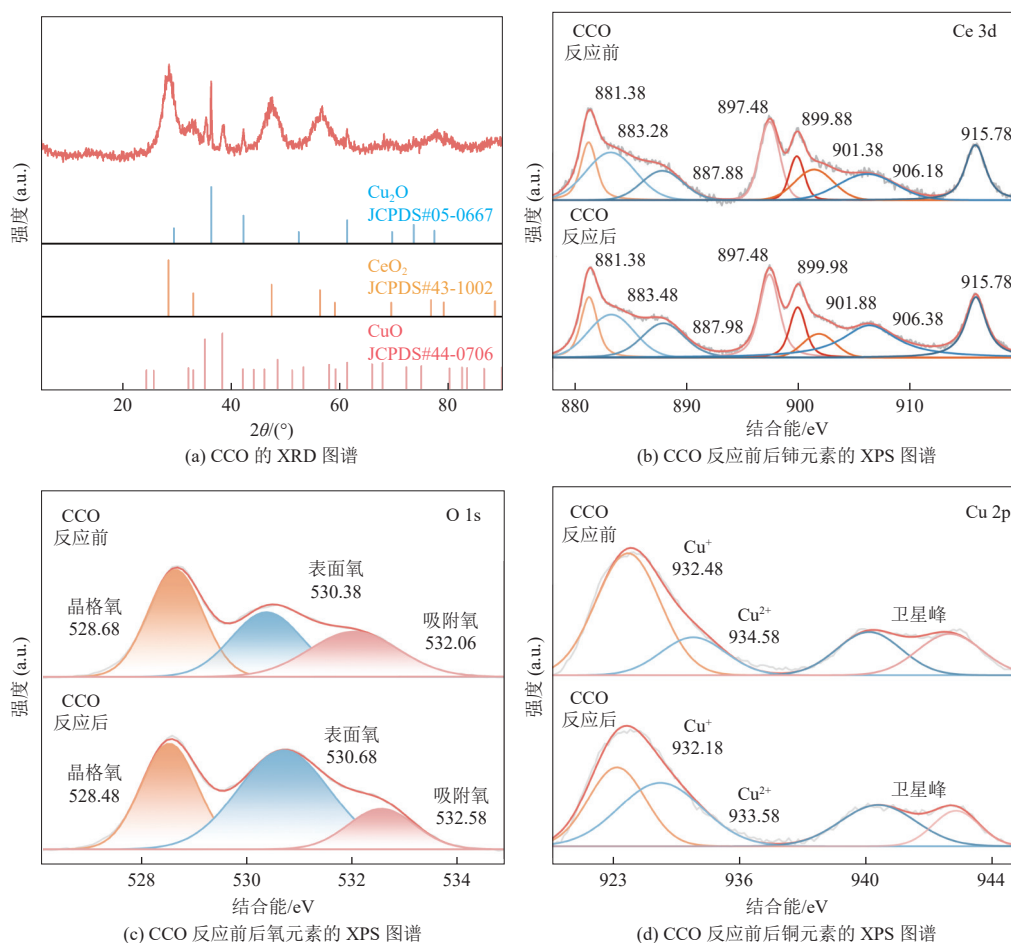 强度 (a.u.)
Cu₂O
JCPDS#05-0667
CeO₂
JCPDS#43-1002
CuO
JCPDS#44-0706
20
40
60
80
2θ/(°)
(a) CCO 的 XRD 图谱
CCO
反应前
Ce 3d
881.38
883.28
887.88
897.48
899.88
901.38
906.18
915.78
CCO
反应后
881.38
883.48
887.98
897.48
899.98
901.88
906.38
915.78
强度 (a.u.)
880
890
900
910
结合能/eV
(b) CCO 反应前后铈元素的 XPS 图谱
CCO
反应前
O 1s
晶格氧
528.68
表面氧
530.38
吸附氧
532.06
CCO
反应后
晶格氧
528.48
表面氧
530.68
吸附氧
532.58
强度 (a.u.)
528
530
532
534
结合能/eV
(c) CCO 反应前后氧元素的 XPS 图谱
CCO
反应前
Cu 2p
Cu⁺
932.48
Cu²⁺
934.58
卫星峰
CCO
反应后
Cu⁺
932.18
Cu²⁺
933.58
卫星峰
强度 (a.u.)
923
936
940
944
结合能/eV
(d) CCO 反应前后铜元素的 XPS 图谱